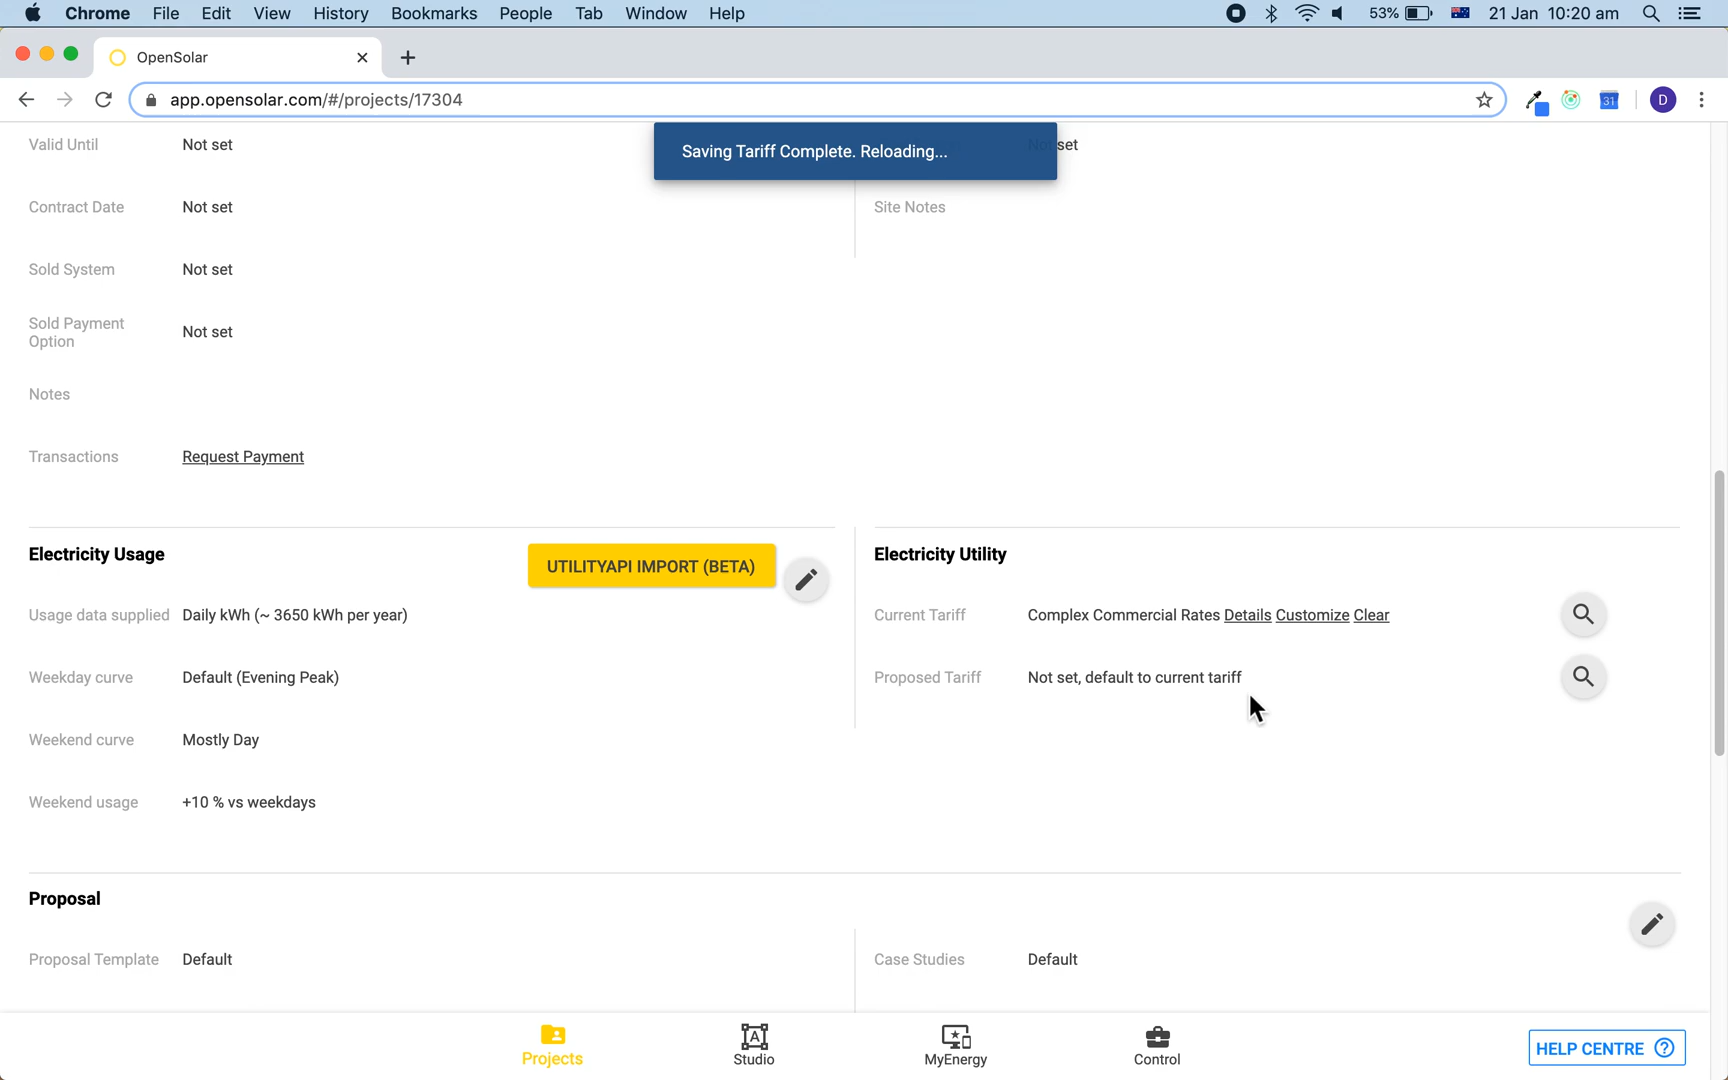 Chrome File Edit View History Bookmarks People Tab Window Help 53% 21 Jan 10:20 am
OpenSolar
app.opensolar.com/#/projects/17304 31 D
Saving Tariff Complete. Reloading...
Valid Until Not set
set
Contract Date Not set
Site Notes
Sold System Not set
Sold Payment
Option
Not set
Notes
Transactions Request Payment
Electricity Usage UTILITYAPI IMPORT (BETA)
Usage data supplied Daily kWh (~ 3650 kWh per year)
Weekday curve Default (Evening Peak)
Weekend curve Mostly Day
Weekend usage +10 % vs weekdays
Electricity Utility
Current Tariff Complex Commercial Rates Details Customize Clear
Proposed Tariff Not set, default to current tariff
Proposal
Proposal Template Default
Case Studies Default
Projects
A
Studio
MyEnergy
Control
HELP CENTRE ?